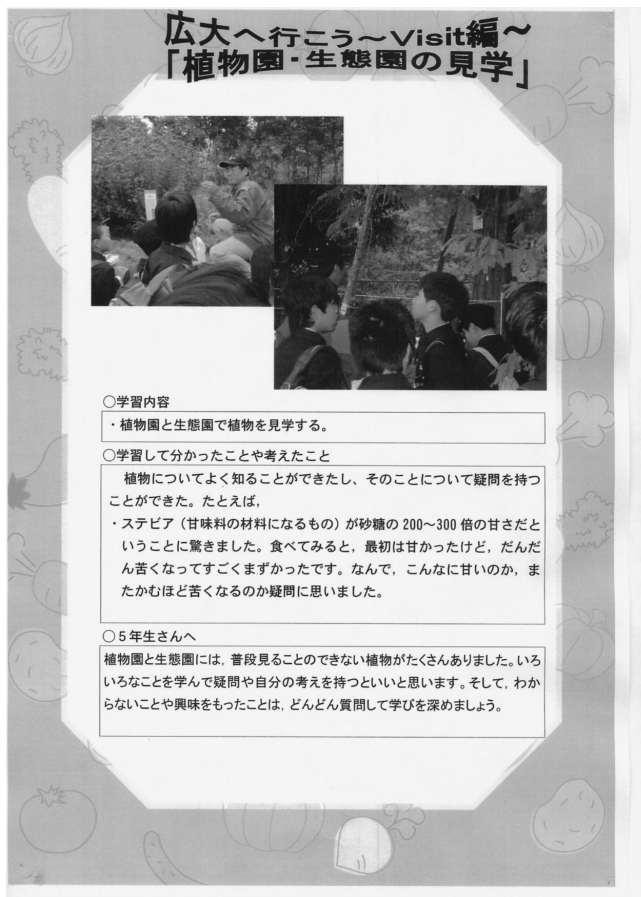 広大へ行こう～Visit編～
「植物園・生態園の見学」
○学習内容
・植物園と生態園で植物を見学する。
○学習して分かったことや考えたこと
植物についてよく知ることができたし、そのことについて疑問を持つ
ことができた。たとえば，
・ステビア（甘味料の材料になるもの）が砂糖の200～300倍の甘さだと
いうことに驚きました。食べてみると，最初は甘かったけど，だんだ
ん苦くなってすごくまずかったです。なんで，こんなに甘いのか，ま
たかむほど苦くなるのか疑問に思いました。
○５年生さんへ
植物園と生態園には，普段見ることのできない植物がたくさんありました。いろ
いろなことを学んで疑問や自分の考えを持つといいと思います。そして，わか
らないことや興味をもったことは，どんどん質問して学びを深めましょう。